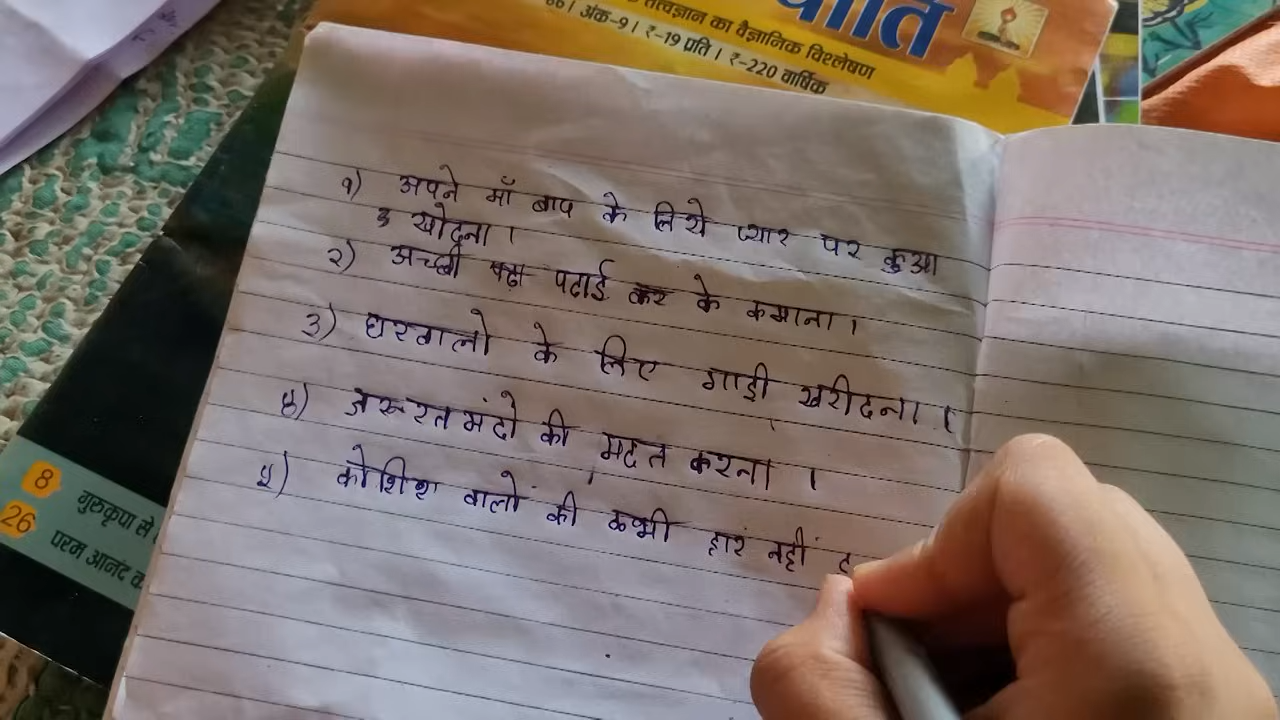 तत्वज्ञान का वैज्ञानिक विश्लेषण
अंक-9 । ₹-19 प्रति । ₹-220 वार्षिक
१) अपने माँ बाप के लिये प्यार पर कुआ
खोदना ।
२) अच्छी पढ़ा पढाई कर के कमाना ।
३) घरवालो के लिए गाड़ी खरीदना ।
४) जरूरतमंदो की मदत करना ।
५) कोशिश वालों की कभी हार नहीं
8
गुरुकृपा से
26
परम आनंद